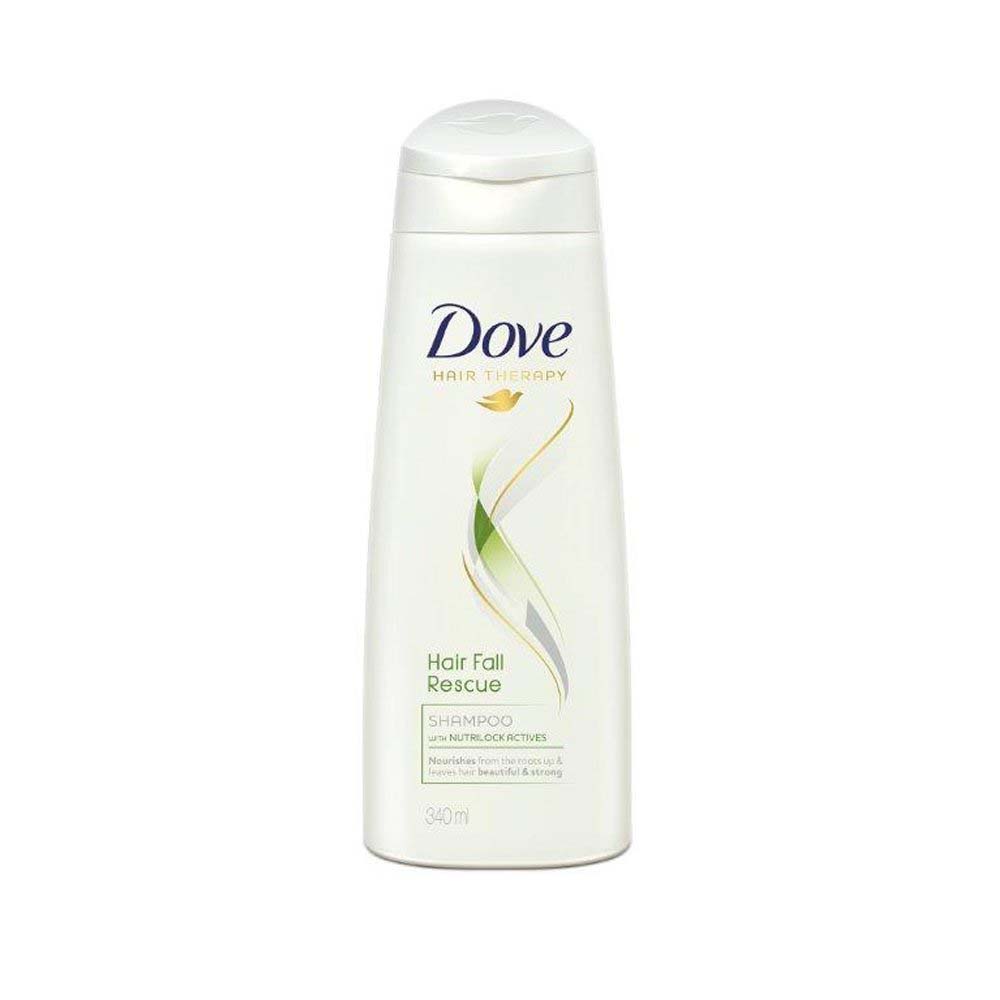 Dove
HAIR THERAPY
Hair Fall
Rescue
SHAMPOO
WITH NUTRILOCK ACTIVES
Nourishes from the roots up &
leaves hair beautiful & strong
340 ml